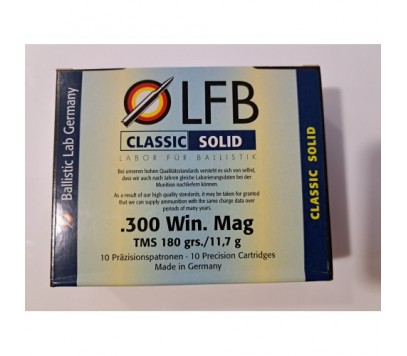 LFB
CLASSIC SOLID
LABOR FÜR BALLISTIK
Bei unseren hohen Qualitätsstandards versteht es sich von selbst,
dass wir auch nach Jahren gleiche Laborierungsdaten bei der
Munition nachliefern können.
As a result of our high quality standards, it may be taken for granted
that we can supply ammunition with the same charge data over
periods of many years.
.300 Win. Mag
TMS 180 grs./11,7 g
10 Präzisionspatronen - 10 Precision Cartridges
Made in Germany
Ballistic Lab Germany
CLASSIC SOLID